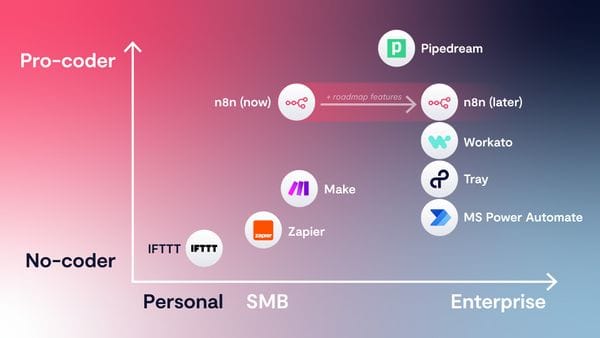 Pipedream
Pro-coder
n8n (now)
+ roadmap features
n8n (later)
Workato
Tray
Make
MS Power Automate
zapier
Zapier
IFTTT
IFTTT
No-coder
Personal
SMB
Enterprise